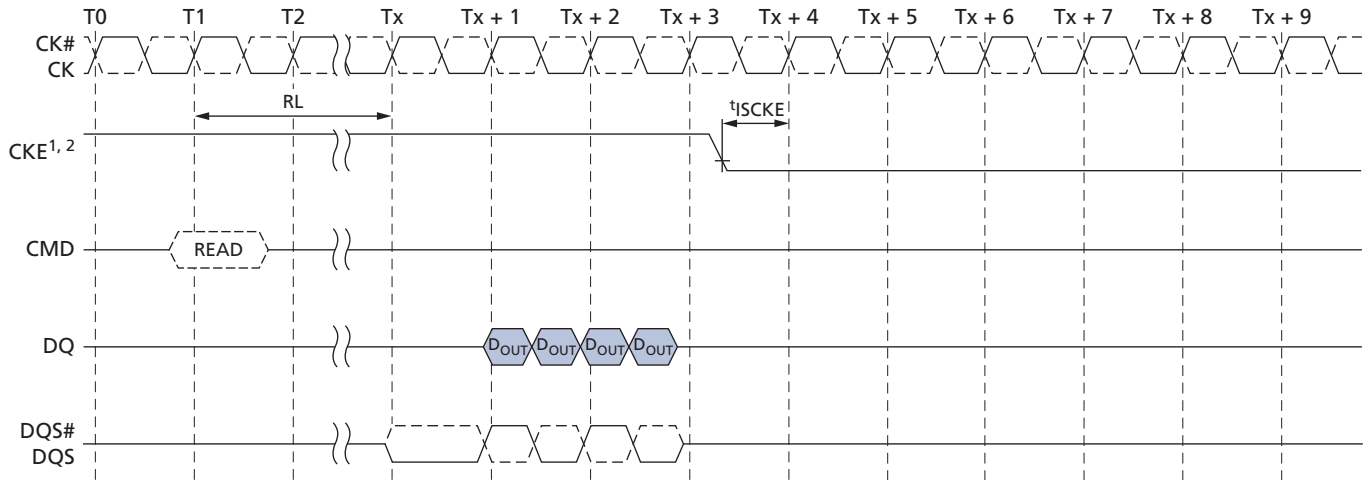 T0 T1 T2 Tx Tx + 1 Tx + 2 Tx + 3 Tx + 4 Tx + 5 Tx + 6 Tx + 7 Tx + 8 Tx + 9
CK#
CK
RL
tISCKE
CKE1, 2
CMD
READ
DQ
DOUT DOUT DOUT DOUT
DQS#
DQS